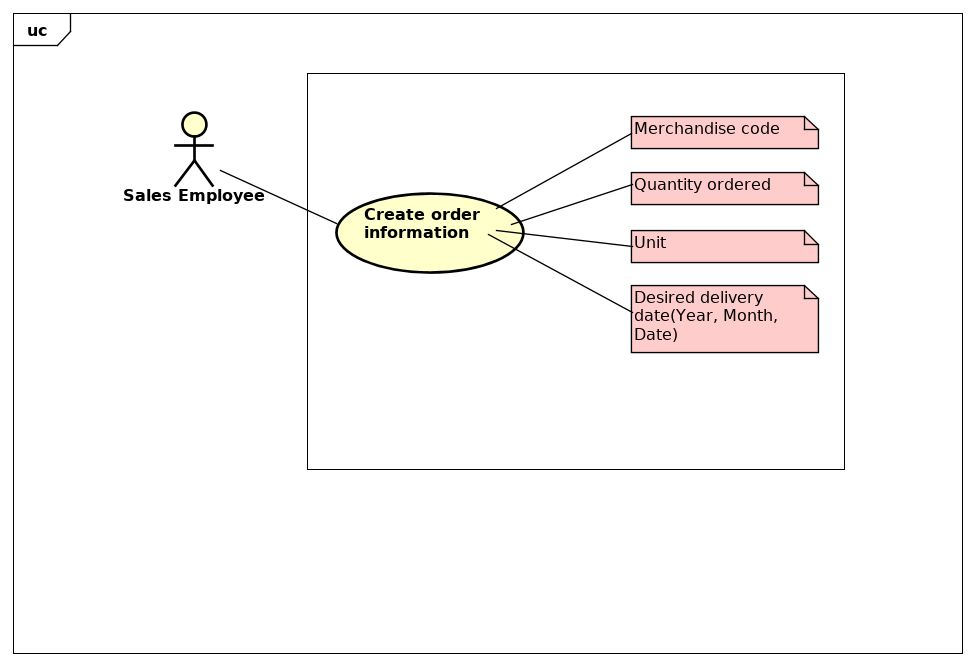 uc
Sales Employee
Create order
information
Merchandise code
Quantity ordered
Unit
Desired delivery
date(Year, Month,
Date)